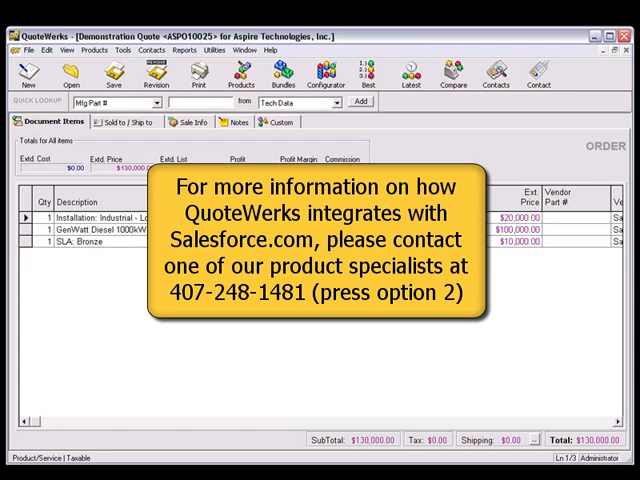 QuoteWerks - [Demonstration Quote <ASPO10025> for Aspire Technologies, Inc.]
File Edit View Products Tools Contacts Reports Utilities Window Help
New Open Save Revision Print Products Bundles Configurator Best Latest Compare Contacts Contact
QUICK LOOKUP Mfg Part # from Tech Data Add
Document Items Sold to / Ship to Sale Info Notes Custom
Totals for All items
ORDER
Extd. Cost Extd. Price Extd. List Profit Profit Margin Commission
$0.00
For more information on how
QuoteWerks integrates with
Salesforce.com, please contact
one of our product specialists at
407-248-1481 (press option 2)
Qty Description Ext. Price Vendor Part #
1 Installation: Industrial $20,000.00
1 GenWatt Diesel 1000kW $100,000.00
1 SLA: Bronze $10,000.00
SubTotal: $130,000.00 Tax: $0.00 Shipping: $0.00 ... Total: $130,000.00
Product/Service | Taxable Ln 1/3 Administrator